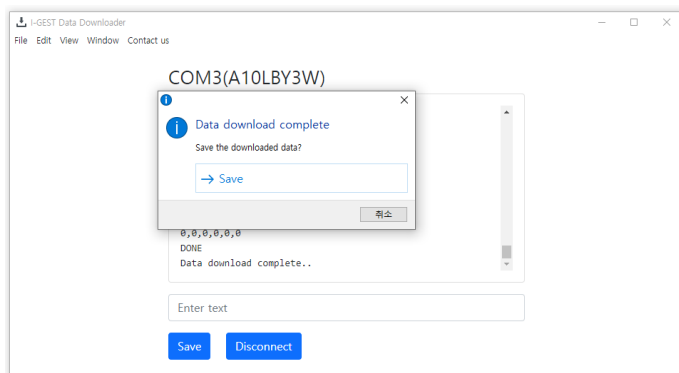 I-GEST Data Downloader
File Edit View Window Contact us
COM3(A10LBY3W)
Data download complete
Save the downloaded data?
→ Save
취소
0,0,0,0,0,0
DONE
Data download complete..
Enter text
Save Disconnect